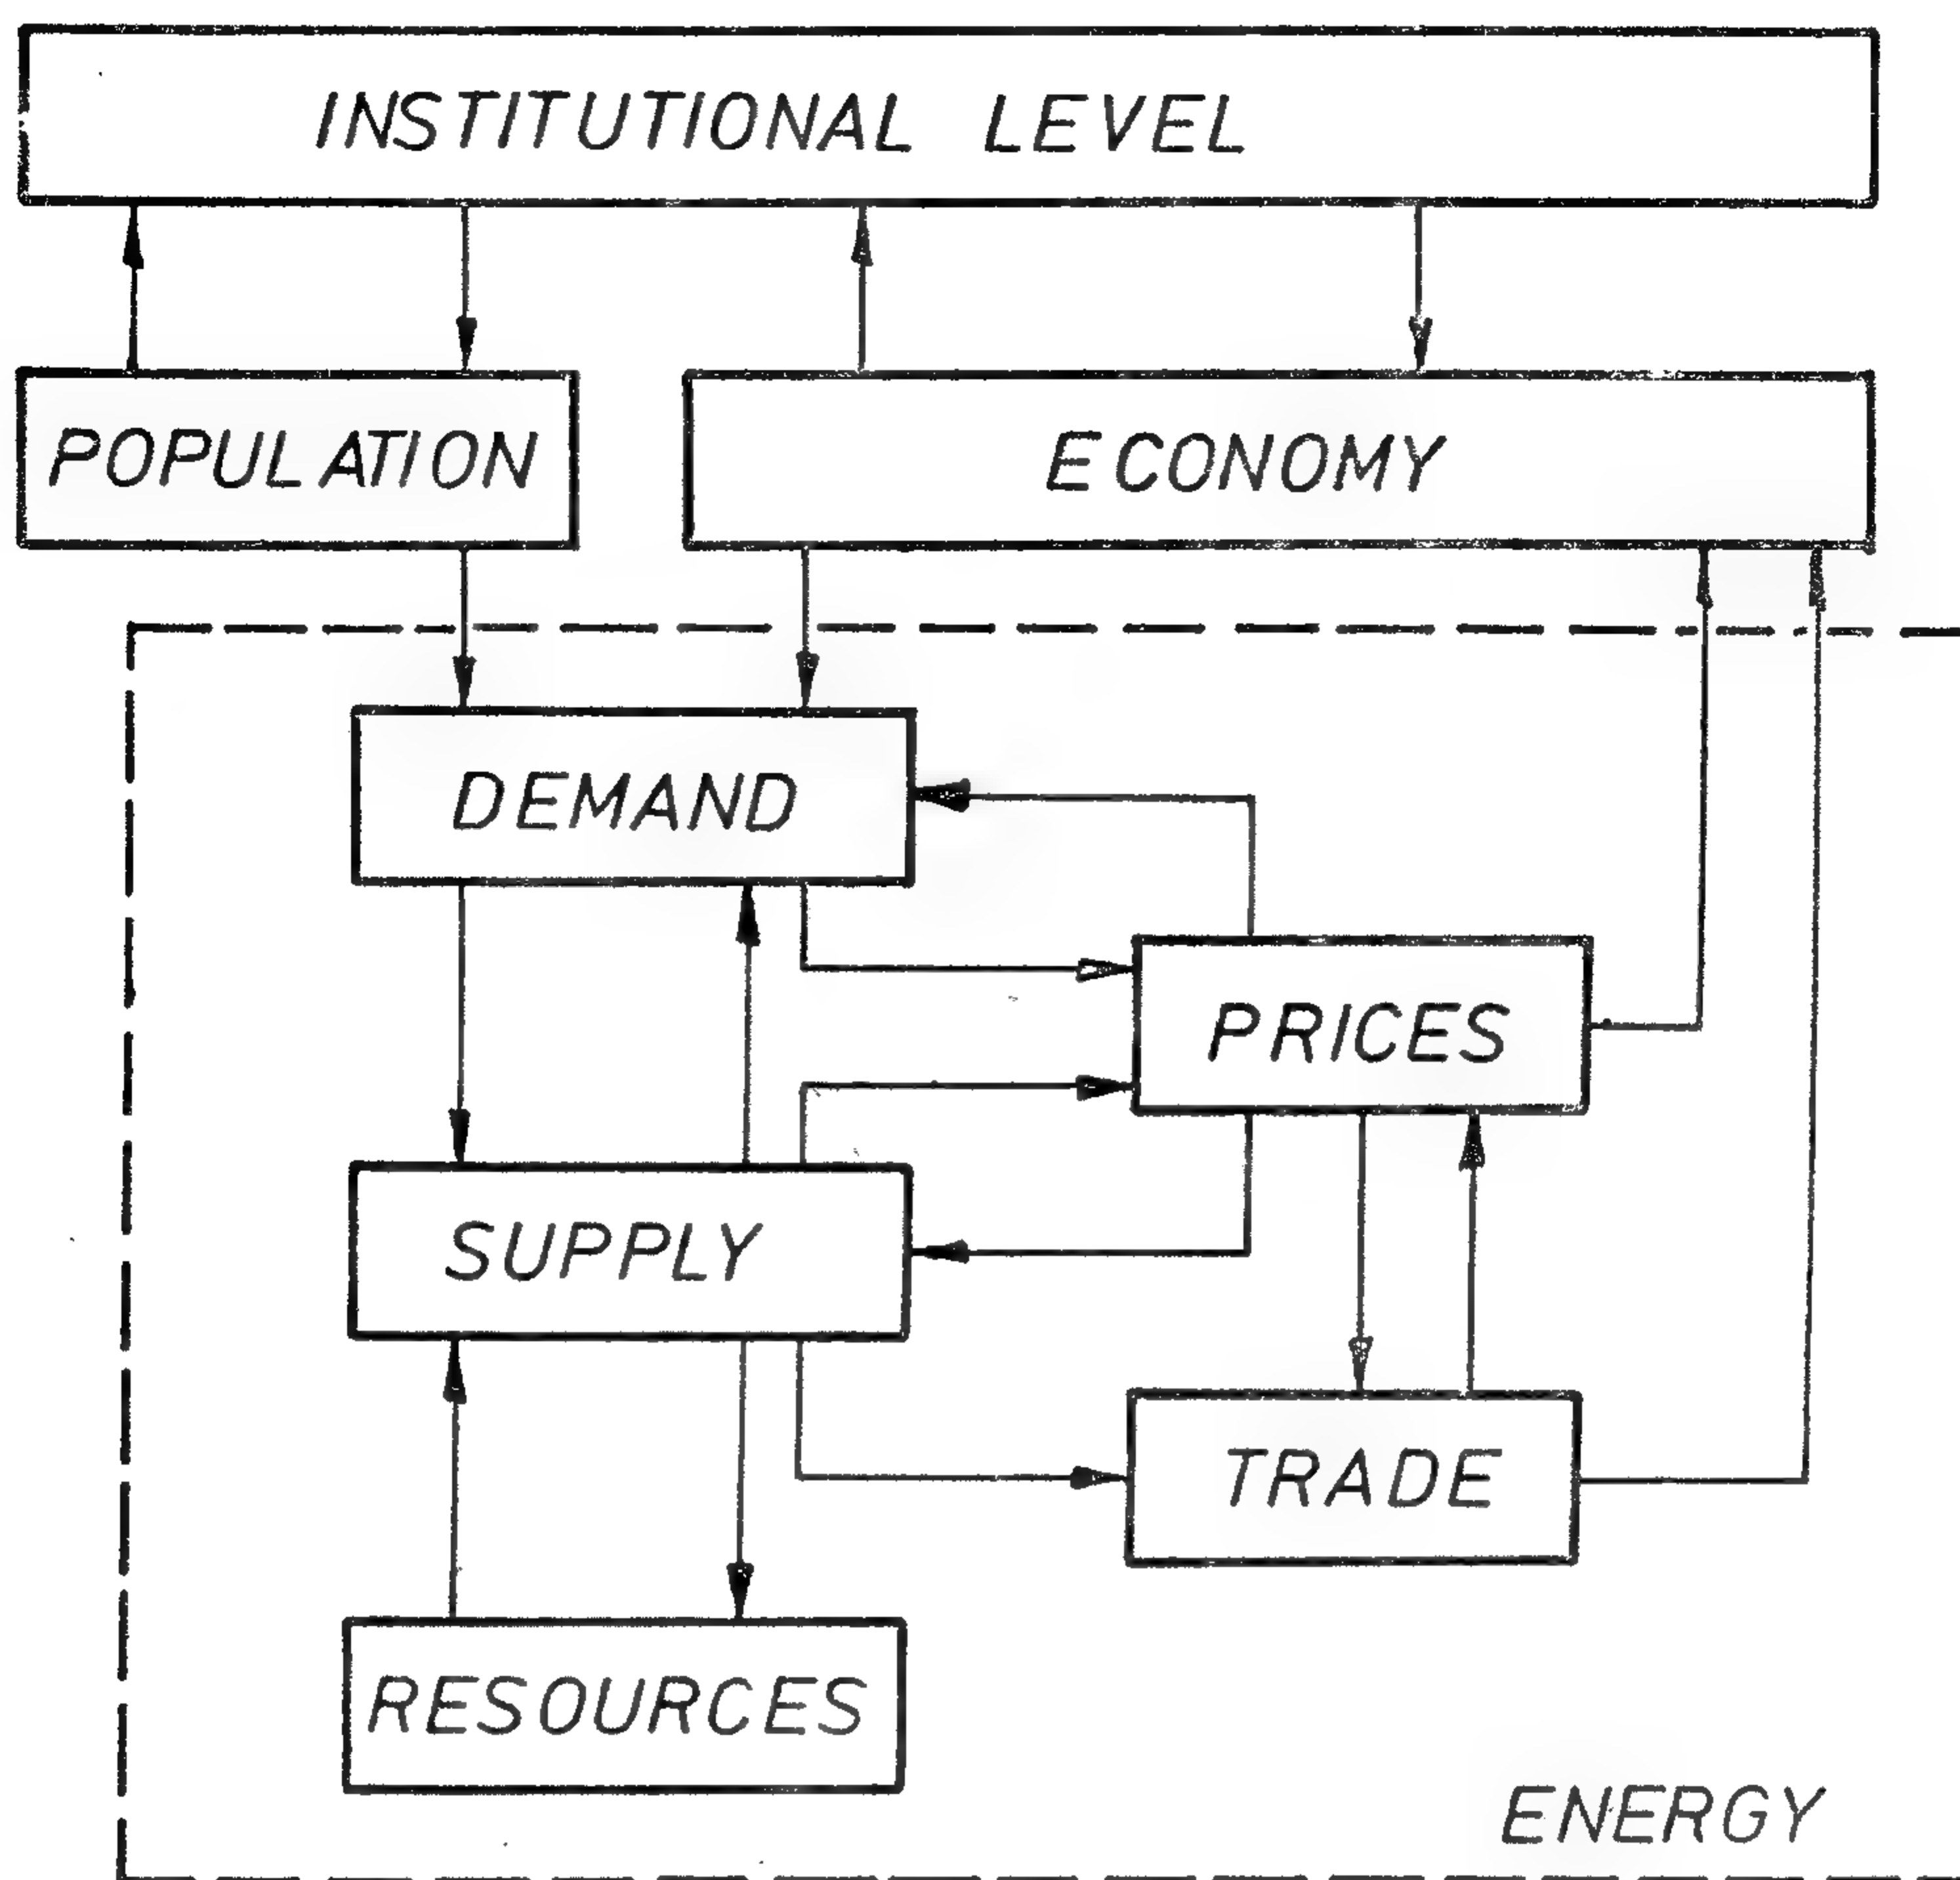 INSTITUTIONAL LEVEL
POPULATION
ECONOMY
DEMAND
PRICES
SUPPLY
TRADE
RESOURCES
ENERGY